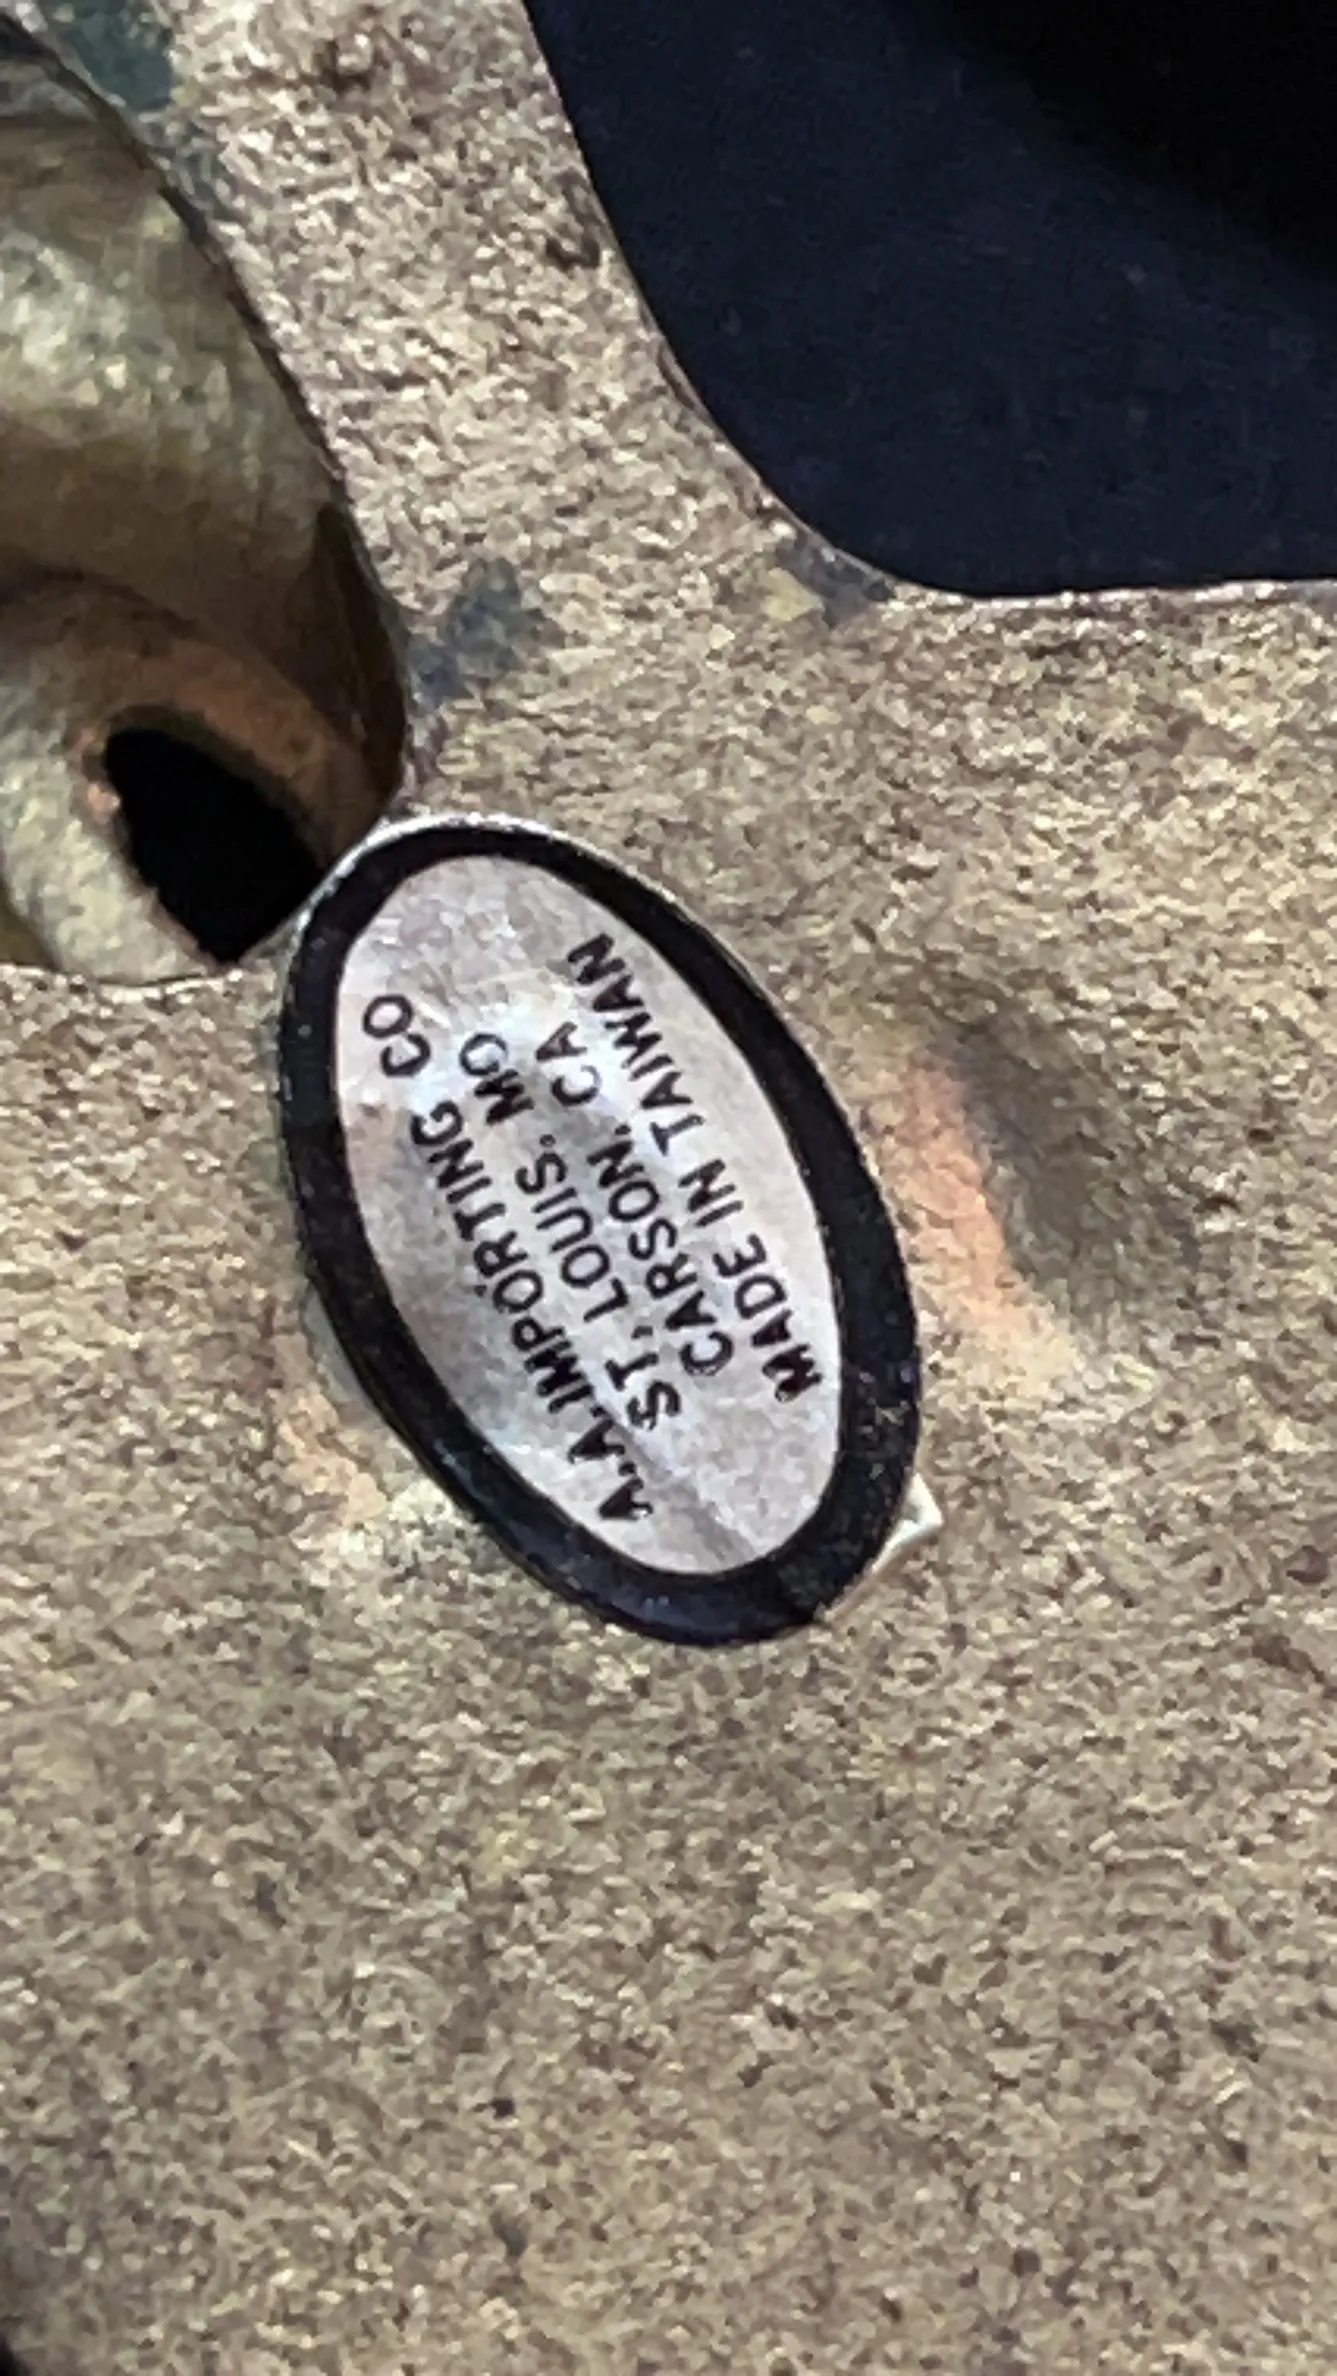 A.A. IMPORTING CO
ST. LOUIS, MO
CARSON, CA
MADE IN TAIWAN